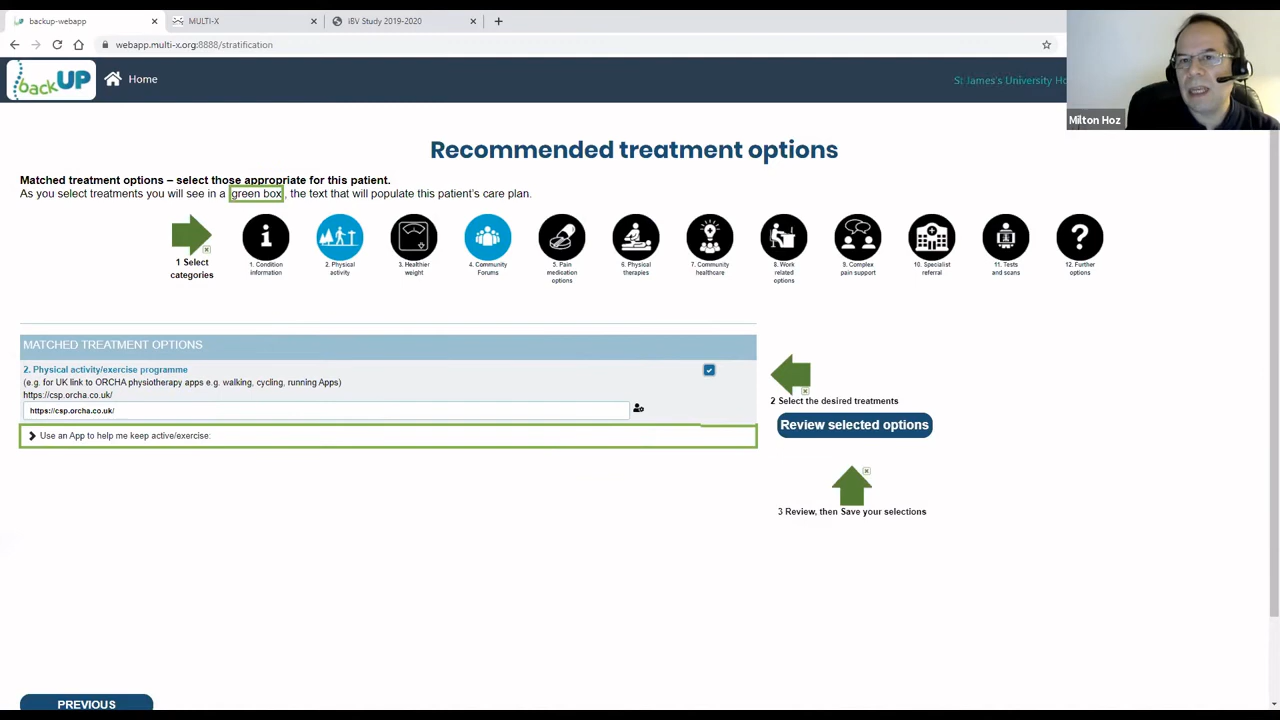 backup-webapp
MULTI-X
iBV Study 2019-2020
webapp.multi-x.org:8888/stratification
backUP
Home
St James's University Ho
Milton Hoz
Recommended treatment options
Matched treatment options – select those appropriate for this patient.
As you select treatments you will see in a green box, the text that will populate this patient's care plan.
1 Select
categories
1. Condition
information
2. Physical
activity
3. Healthier
weight
4. Community
Forums
5. Pain
medication
options
6. Physical
therapies
7. Community
healthcare
8. Work
related
options
9. Complex
pain support
10. Specialist
referral
11. Tests
and scans
12. Further
options
MATCHED TREATMENT OPTIONS
2. Physical activity/exercise programme
(e.g. for UK link to ORCHA physiotherapy apps e.g. walking, cycling, running Apps)
https://csp.orcha.co.uk/
https://csp.orcha.co.uk/
Use an App to help me keep active/exercise:
2 Select the desired treatments
Review selected options
3 Review, then Save your selections
PREVIOUS